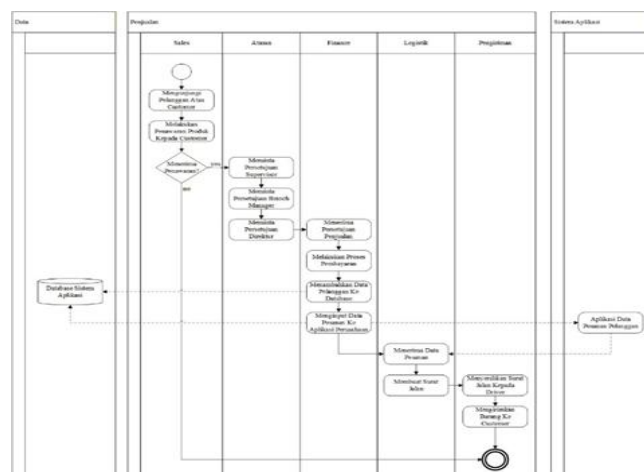 Data
Penjualan
Sistem Aplikasi
Sales
Atasan
Finance
Logistik
Pengiriman
Mengunjungi
Pelanggan Atau
Customer
Melakukan
Penawaran Produk
Kepada Customer
Menerima
Penawaran?
yes
no
Meminta
Persetujuan
Supervisor
Meminta
Persetujuan Branch
Manager
Meminta
Persetujuan
Direktur
Menerima
Persetujuan
Penjualan
Melakukan Proses
Pembayaran
Menambahkan Data
Pelanggan Ke
Database
Menginput Data
Pesanan Ke
Aplikasi Perusahaan
Database Sistem
Aplikasi
Aplikasi Data
Pesanan Pelanggan
Menerima Data
Pesanan
Membuat Surat
Jalan
Menyerahkan Surat
Jalan Kepada
Driver
Mengirimkan
Barang Ke
Customer